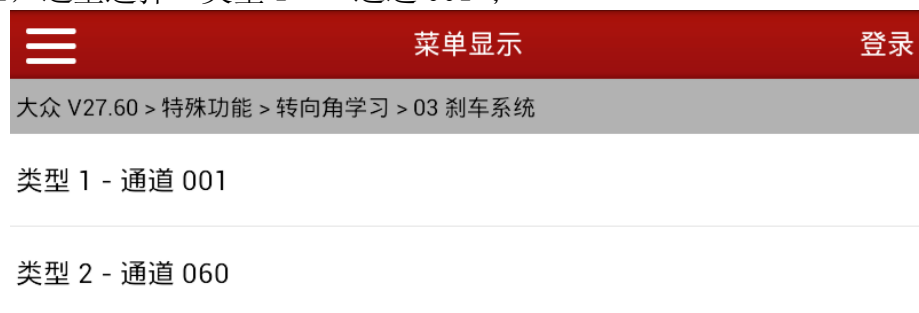 菜单显示 登录
大众 V27.60 > 特殊功能 > 转向角学习 > 03 刹车系统
类型 1 - 通道 001
类型 2 - 通道 060